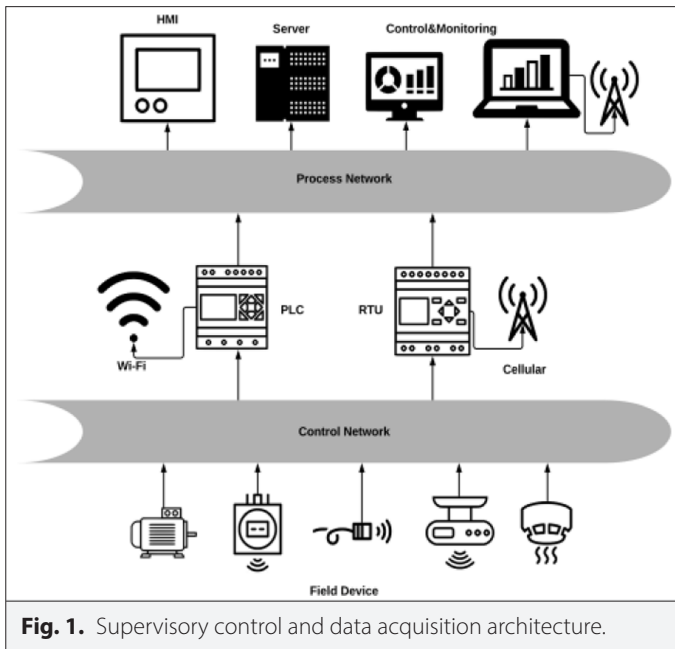 HMI
Server
Control&Monitoring
Process Network
PLC
RTU
Wi-Fi
Cellular
Control Network
Field Device
Fig. 1. Supervisory control and data acquisition architecture.